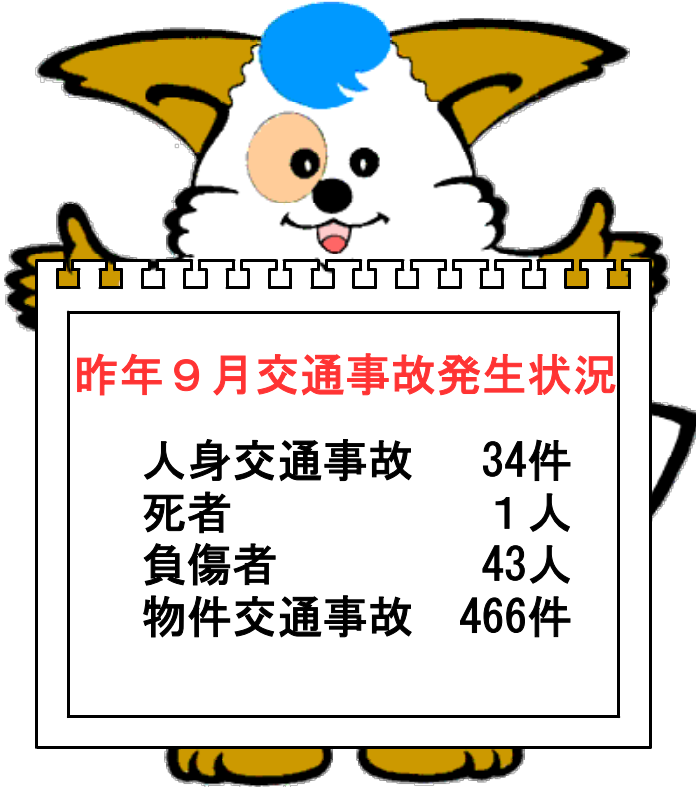 昨年９月交通事故発生状況
人身交通事故　34件
死者　１人
負傷者　43人
物件交通事故　466件